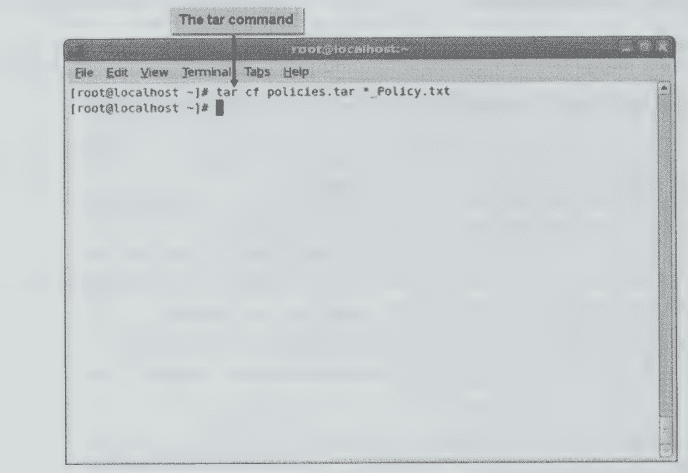 The tar command
root@localhost:~
File Edit View Terminal Tabs Help
[root@localhost ~]# tar cf policies.tar *_Policy.txt
[root@localhost ~]#